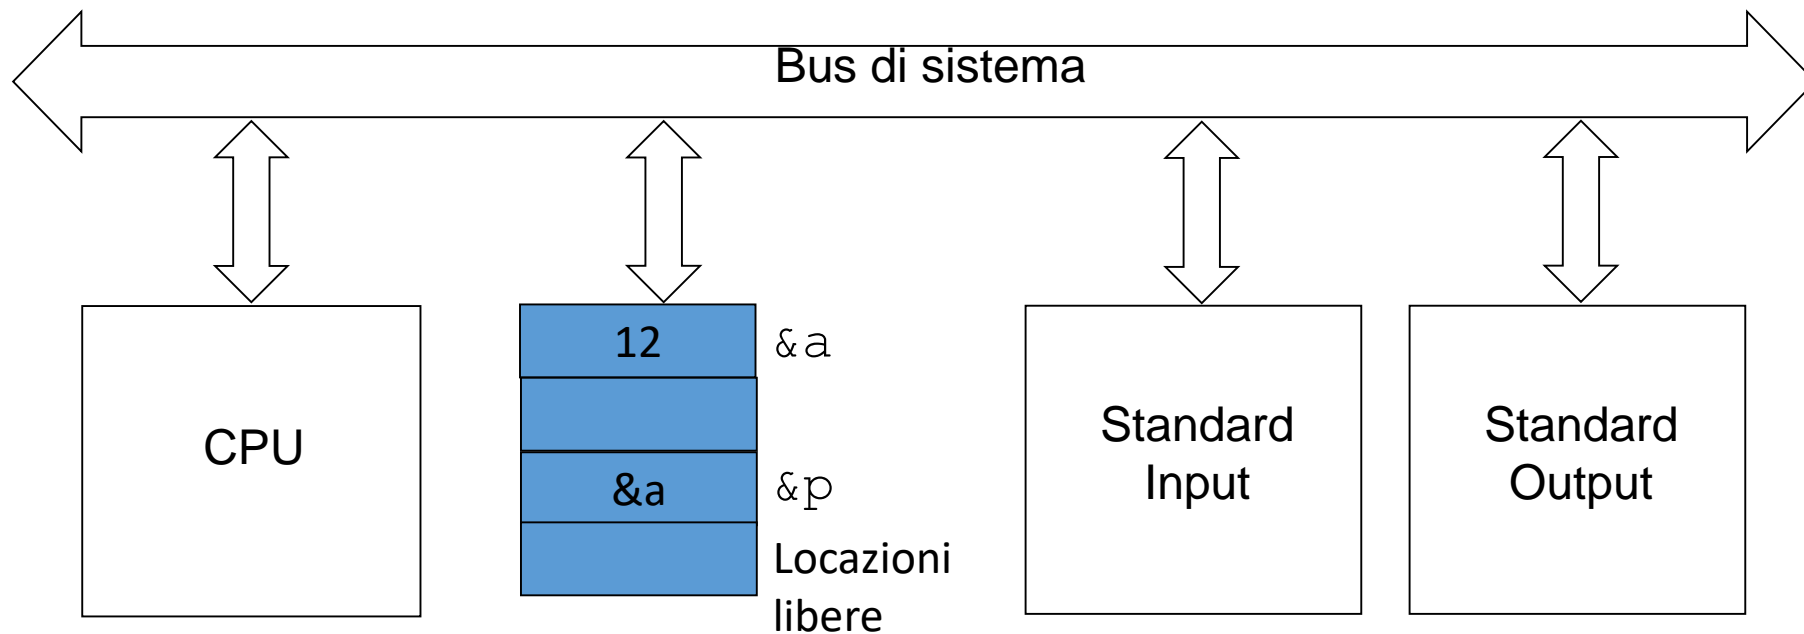 Bus di sistema
CPU
12
&a
&a
&p
Locazioni
libere
Standard
Input
Standard
Output